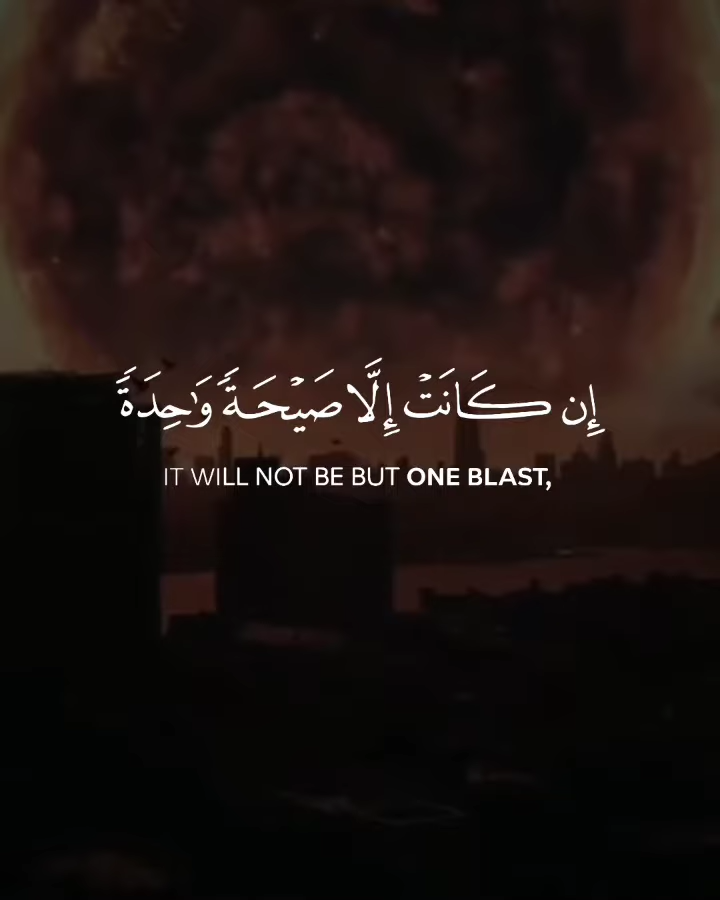 إِن كَانَتْ إِلَّا صَيْحَةً وَٰحِدَةً
IT WILL NOT BE BUT ONE BLAST,